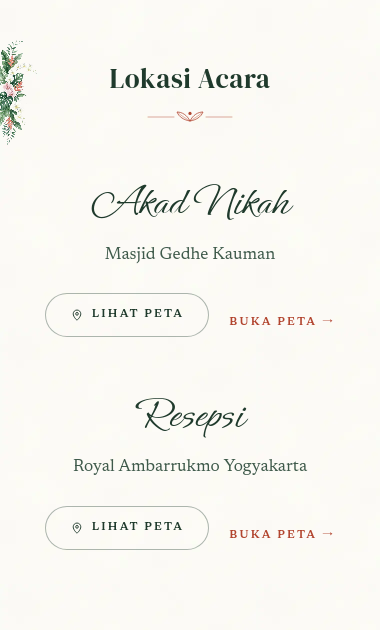 Lokasi Acara
Akad Nikah
Masjid Gedhe Kauman
LIHAT PETA
BUKA PETA →
Resepsi
Royal Ambarrukmo Yogyakarta
LIHAT PETA
BUKA PETA →